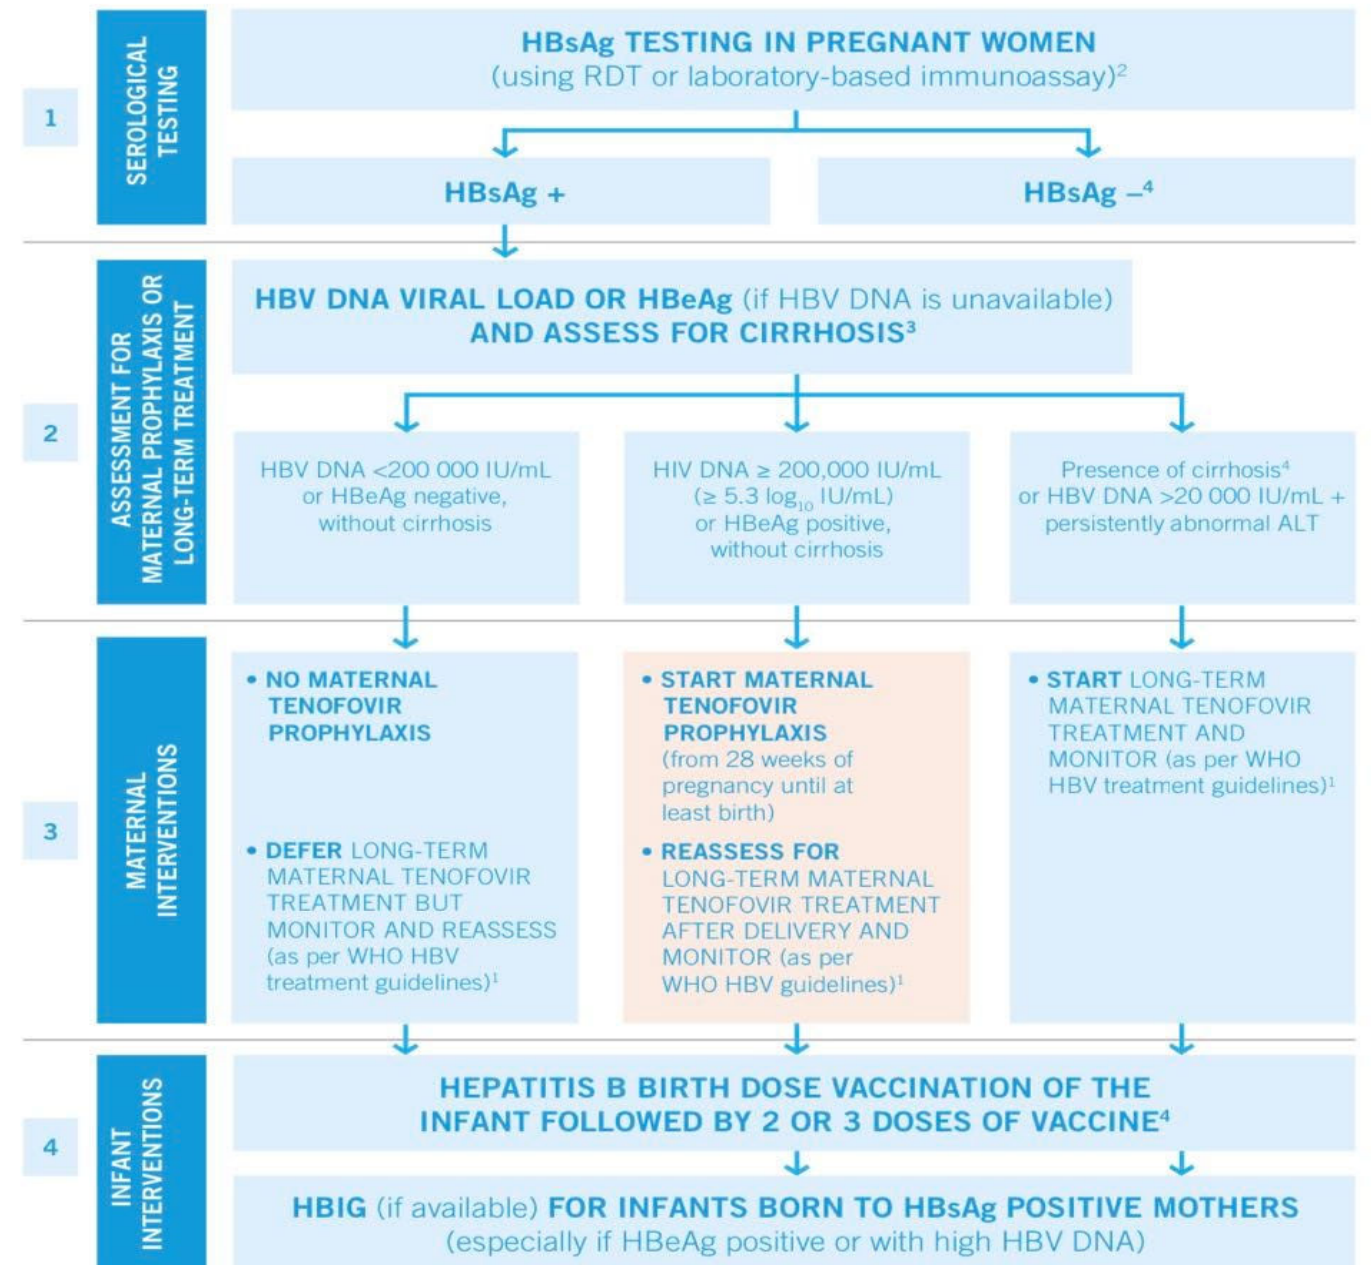 1
SEROLOGICAL
TESTING
HBsAg TESTING IN PREGNANT WOMEN
(using RDT or laboratory-based immunoassay)²
HBsAg +
HBsAg –⁴
2
ASSESSMENT FOR
MATERNAL PROPHYLAXIS OR
LONG-TERM TREATMENT
HBV DNA VIRAL LOAD OR HBeAg (if HBV DNA is unavailable)
AND ASSESS FOR CIRRHOSIS³
HBV DNA <200 000 IU/mL
or HBeAg negative,
without cirrhosis
HIV DNA ≥ 200,000 IU/mL
(≥ 5.3 log₁₀ IU/mL)
or HBeAg positive,
without cirrhosis
Presence of cirrhosis⁴
or HBV DNA >20 000 IU/mL +
persistently abnormal ALT
3
MATERNAL
INTERVENTIONS
• NO MATERNAL
TENOFOVIR
PROPHYLAXIS
• DEFER LONG-TERM
MATERNAL TENOFOVIR
TREATMENT BUT
MONITOR AND REASSESS
(as per WHO HBV
treatment guidelines)¹
• START MATERNAL
TENOFOVIR
PROPHYLAXIS
(from 28 weeks of
pregnancy until at
least birth)
• REASSESS FOR
LONG-TERM MATERNAL
TENOFOVIR TREATMENT
AFTER DELIVERY AND
MONITOR (as per
WHO HBV guidelines)¹
• START LONG-TERM
MATERNAL TENOFOVIR
TREATMENT AND
MONITOR (as per WHO
HBV treatment guidelines)¹
4
INFANT
INTERVENTIONS
HEPATITIS B BIRTH DOSE VACCINATION OF THE
INFANT FOLLOWED BY 2 OR 3 DOSES OF VACCINE⁴
HBIG (if available) FOR INFANTS BORN TO HBsAg POSITIVE MOTHERS
(especially if HBeAg positive or with high HBV DNA)